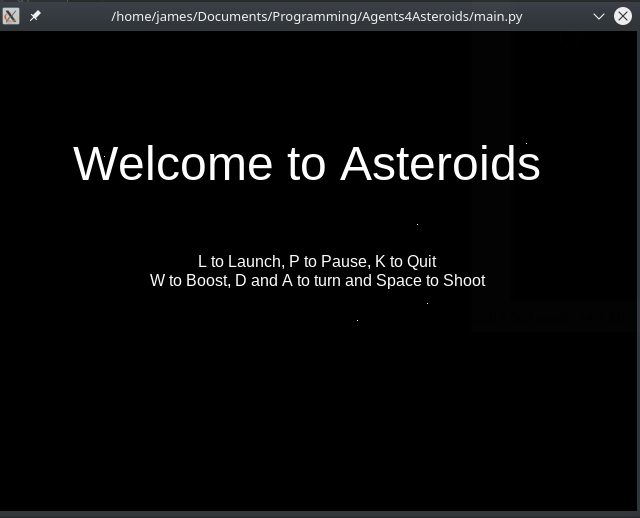 /home/james/Documents/Programming/Agents4Asteroids/main.py
Welcome to Asteroids
L to Launch, P to Pause, K to Quit
W to Boost, D and A to turn and Space to Shoot